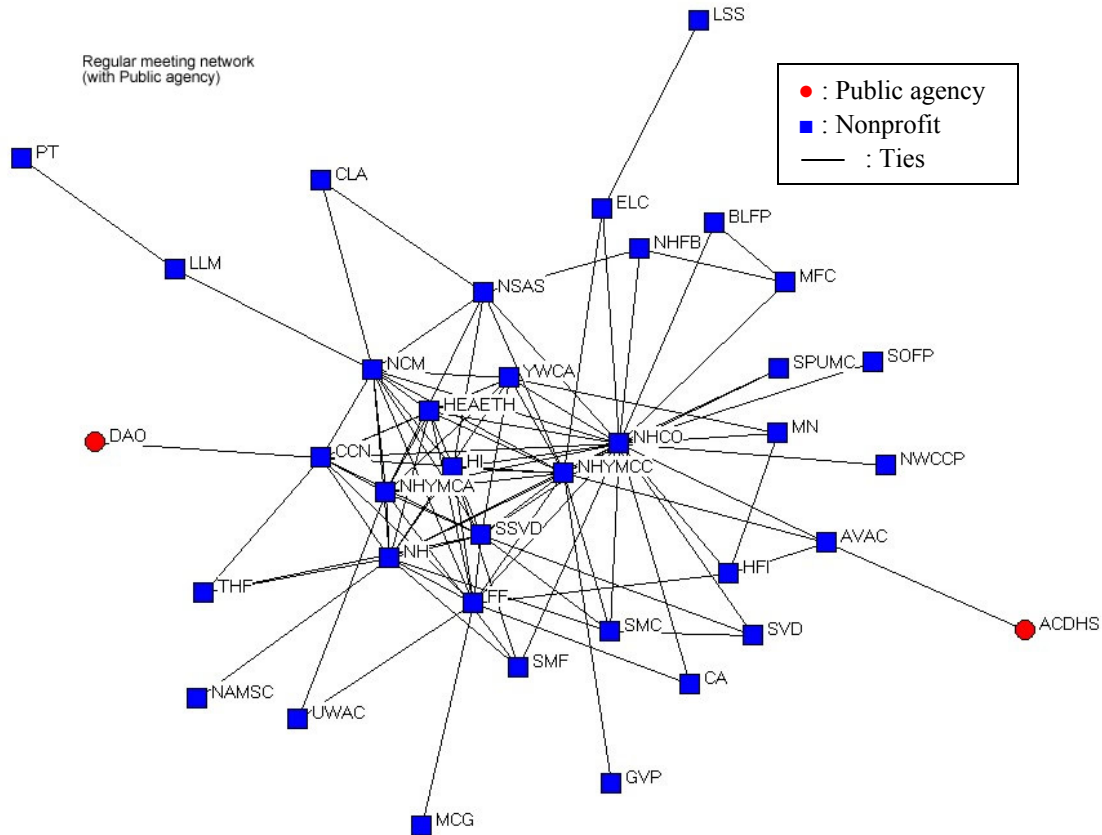 LSS
Regular meeting network
(with Public agency)
● : Public agency
■ : Nonprofit
— : Ties
PT
CLA
ELC
BLFP
NHFB
LLM
MFC
NSAS
NCM
YWCA
SPUMC
SOFP
HEAETH
DAO
CCN
NHCO
MN
HI
NHYMCC
NWCCP
NHYMCA
SSVD
AVAC
NH
HFI
THF
FF
SMC
SVD
ACDHS
SMF
CA
NAMSC
UWAC
GVP
MCG